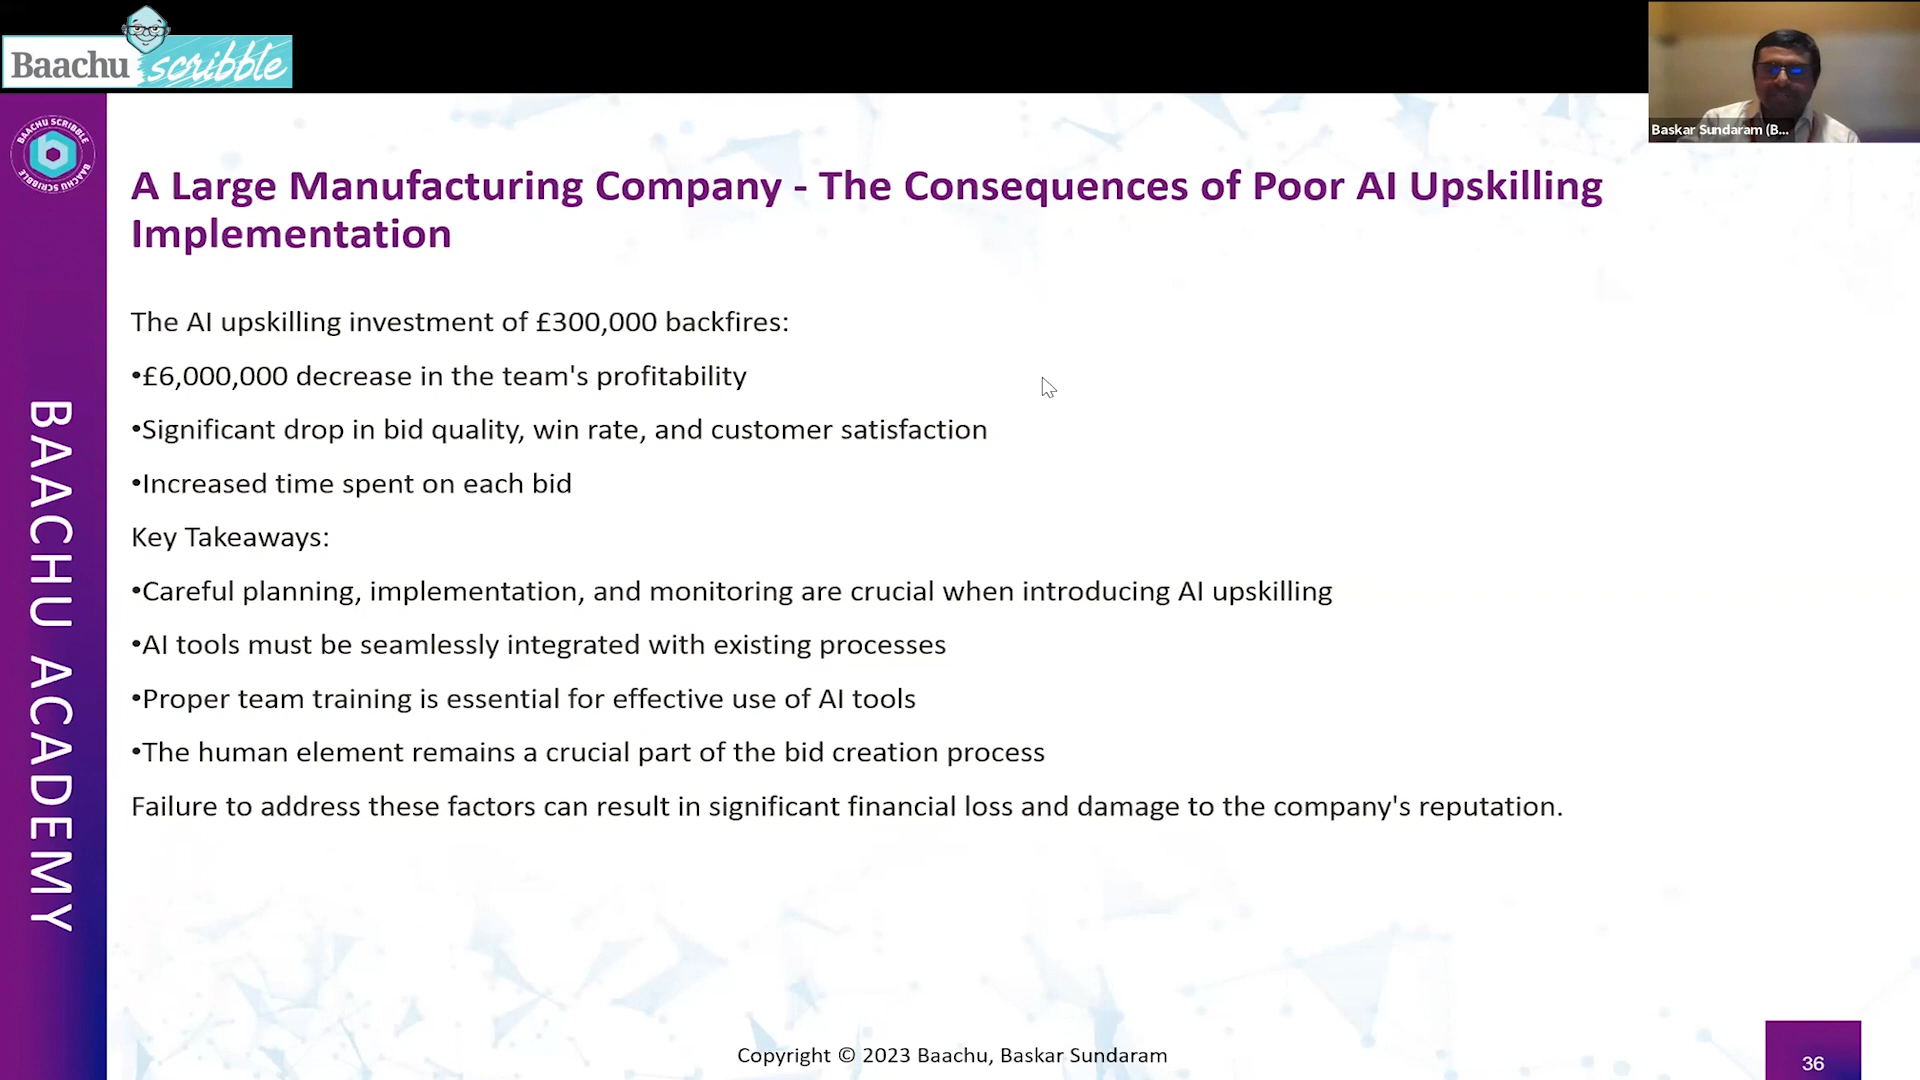 Baachu scribble
Baskar Sundaram (B...
BAACHU SCRIBBLE
BAACHU SCRIBBLE
BAACHU ACADEMY
A Large Manufacturing Company - The Consequences of Poor AI Upskilling
Implementation
The AI upskilling investment of £300,000 backfires:
•£6,000,000 decrease in the team's profitability
•Significant drop in bid quality, win rate, and customer satisfaction
•Increased time spent on each bid
Key Takeaways:
•Careful planning, implementation, and monitoring are crucial when introducing AI upskilling
•AI tools must be seamlessly integrated with existing processes
•Proper team training is essential for effective use of AI tools
•The human element remains a crucial part of the bid creation process
Failure to address these factors can result in significant financial loss and damage to the company's reputation.
Copyright © 2023 Baachu, Baskar Sundaram
36